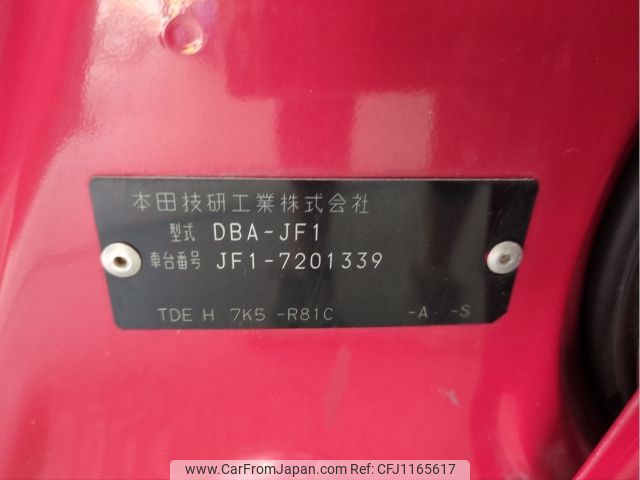 本田技研工業株式会社
型式 DBA-JF1
車台番号 JF1-7201339
TDE H 7K5 -R81C -A -S
www.CarFromJapan.com Ref No. CFJ1165617